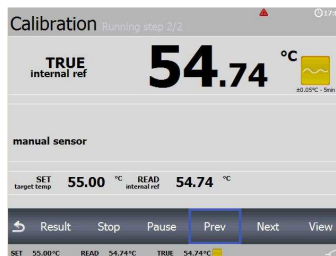 Calibration Running step 2/2 17:4
TRUE
internal ref
54.74 °C
±0.05°C - 5min
manual sensor
SET
target temp
55.00 °C
READ
internal ref
54.74 °C
Result Stop Pause Prev Next View
SET 55.00°C READ 54.74°C TRUE 54.74°C